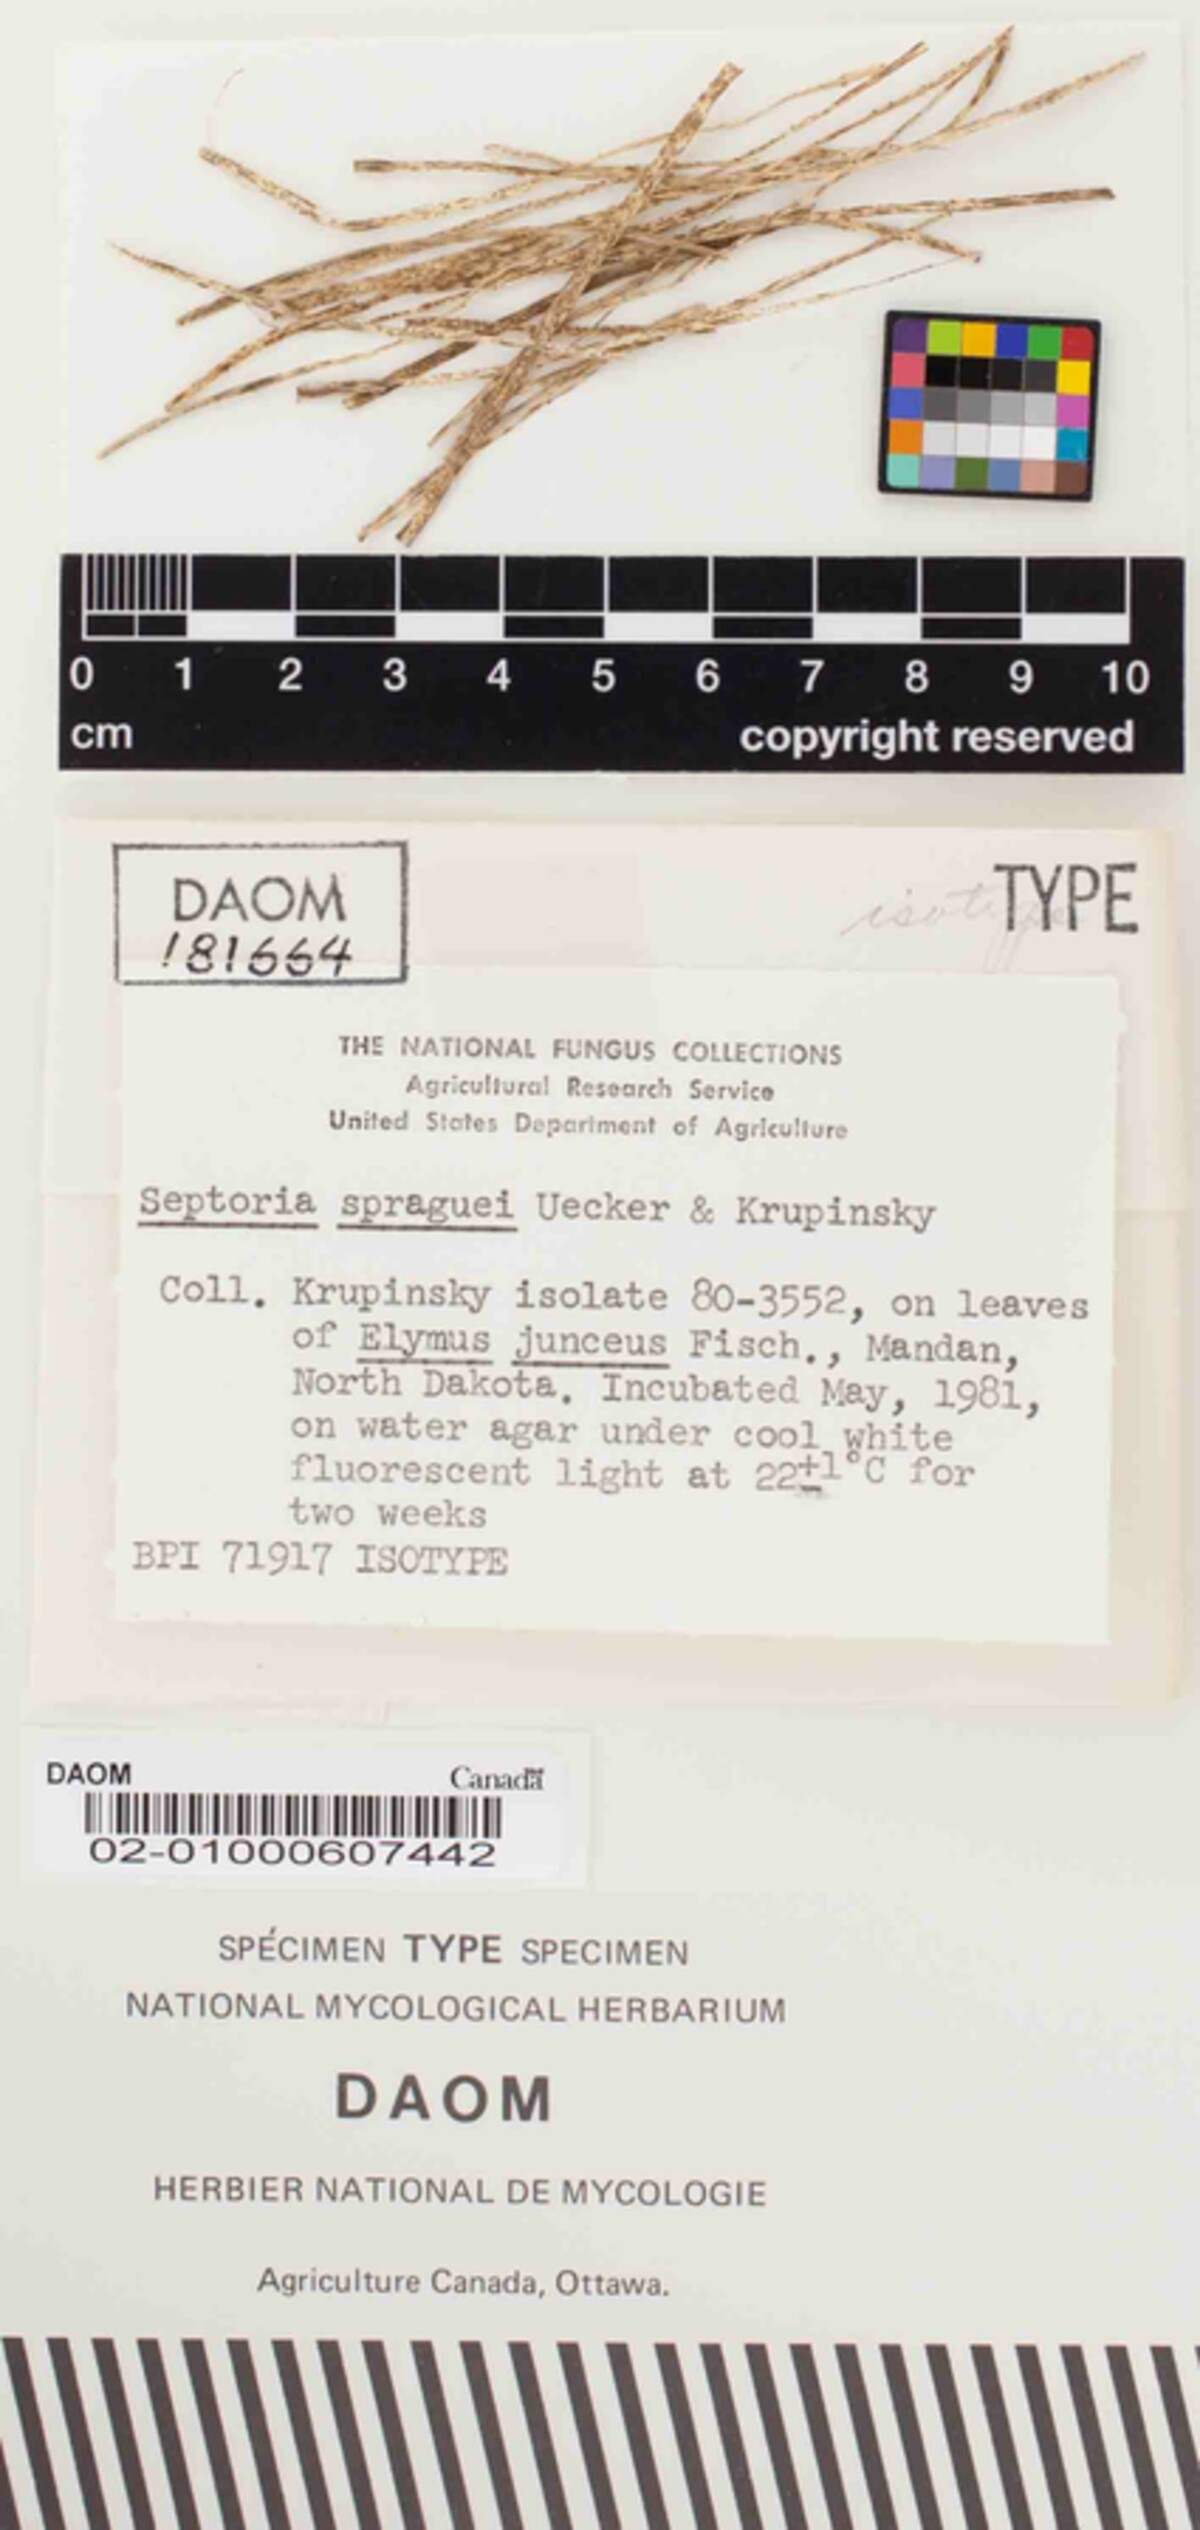 0 1 2 3 4 5 6 7 8 9 10
cm copyright reserved
DAOM
181664
isotype TYPE
THE NATIONAL FUNGUS COLLECTIONS
Agricultural Research Service
United States Department of Agriculture
Septoria spraguei Uecker & Krupinsky
Coll. Krupinsky isolate 80-3552, on leaves
of Elymus junceus Fisch., Mandan,
North Dakota. Incubated May, 1981,
on water agar under cool white
fluorescent light at 22±1°C for
two weeks
BPI 71917 ISOTYPE
DAOM Canada
02-01000607442
SPÉCIMEN TYPE SPECIMEN
NATIONAL MYCOLOGICAL HERBARIUM
DAOM
HERBIER NATIONAL DE MYCOLOGIE
Agriculture Canada, Ottawa.